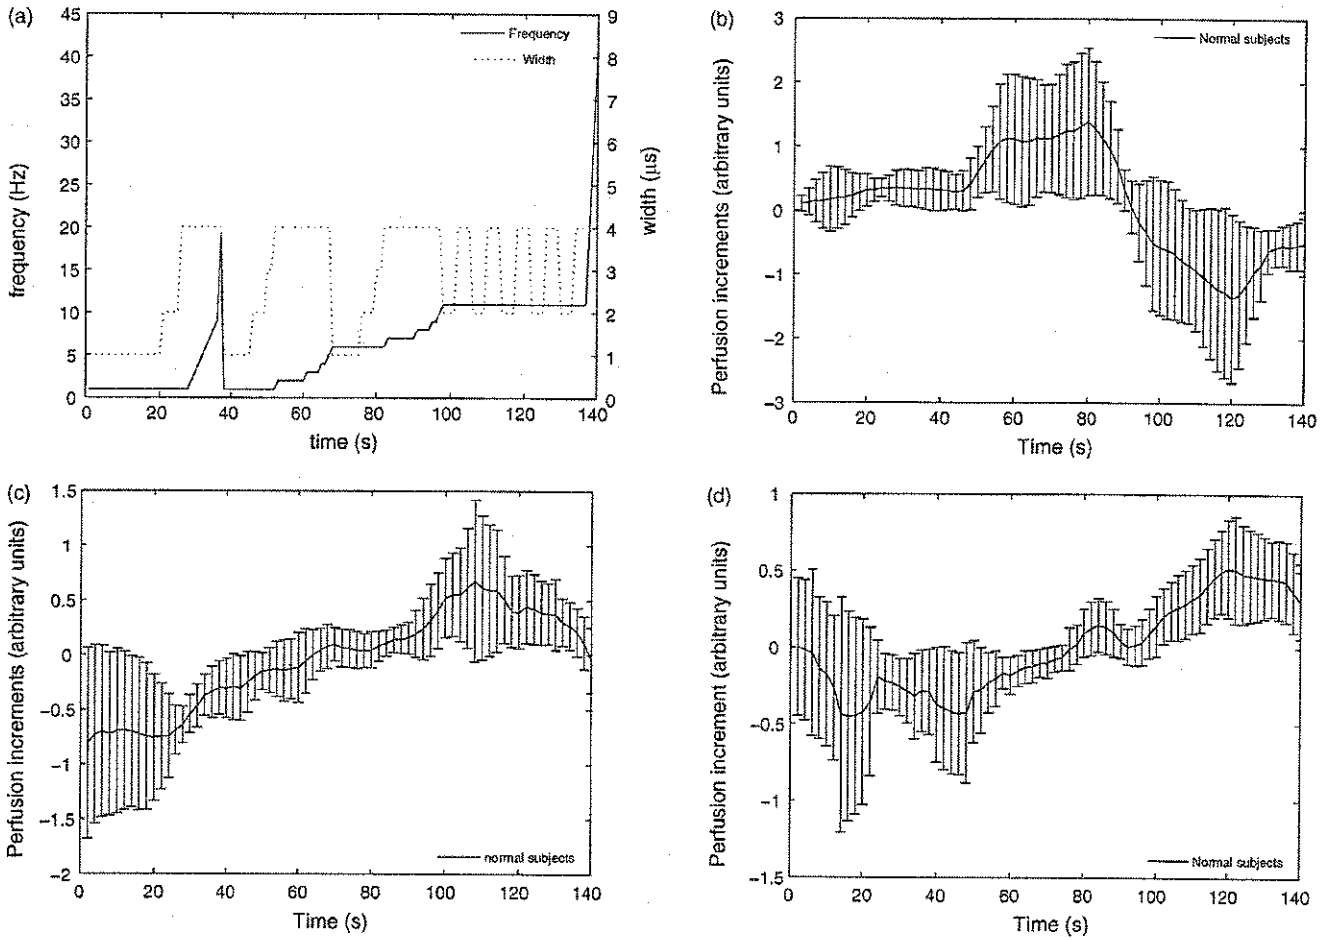 (a)
45
40
35
30
25
20
15
10
5
0
frequency (Hz)
Frequency
Width
9
8
7
6
5
4
3
2
1
0
width (μs)
0 20 40 60 80 100 120 140
time (s)
(b)
3
2
1
0
−1
−2
−3
Perfusion increments (arbitrary units)
Normal subjects
0 20 40 60 80 100 120 140
Time (s)
(c)
1.5
1
0.5
0
−0.5
−1
−1.5
−2
Perfusion increments (arbitrary units)
normal subjects
0 20 40 60 80 100 120 140
Time (s)
(d)
1
0.5
0
−0.5
−1
−1.5
Perfusion increment (arbitrary units)
Normal subjects
0 20 40 60 80 100 120 140
Time (s)